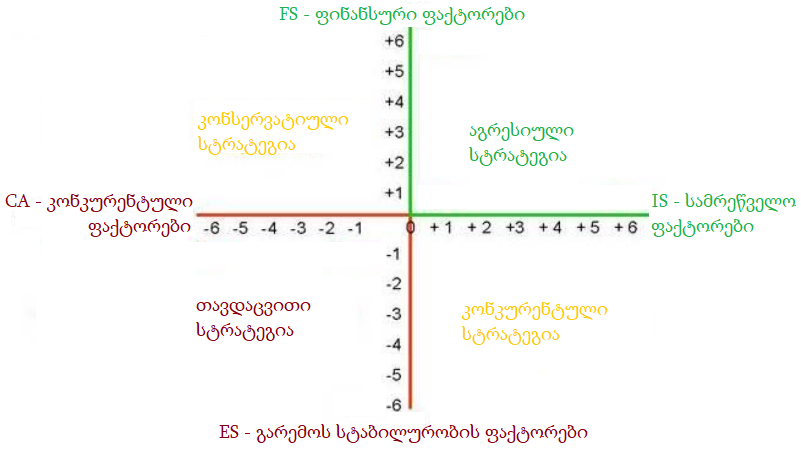 FS - ფინანსური ფაქტორები
+6
+5
+4
კონსერვატიული
სტრატეგია
+3
აგრესიული
სტრატეგია
+2
+1
CA - კონკურენტული
ფაქტორები
IS - სამრეწველო
ფაქტორები
-6 -5 -4 -3 -2 -1 0 + 1 + 2 +3 + 4 + 5 + 6
-1
-2
თავდაცვითი
სტრატეგია
-3
კონკურენტული
სტრატეგია
-4
-5
-6
ES - გარემოს სტაბილურობის ფაქტორები